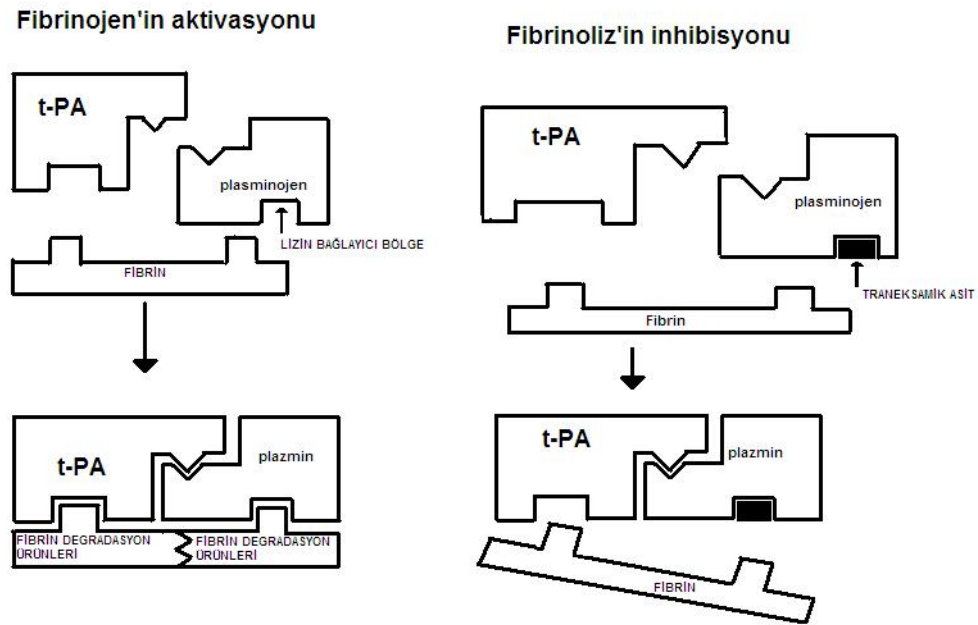 Fibrinojen'in aktivasyonu
t-PA
plasminojen
LİZİN BAĞLAYICI BÖLGE
FİBRİN
t-PA
plazmin
FİBRİN DEGRADASYON
ÜRÜNLERİ
FİBRİN DEGRADASYON
ÜRÜNLERİ
Fibrinoliz'in inhibisyonu
t-PA
plasminojen
TRANEKSAMİK ASİT
Fibrin
t-PA
plazmin
FİBRİN